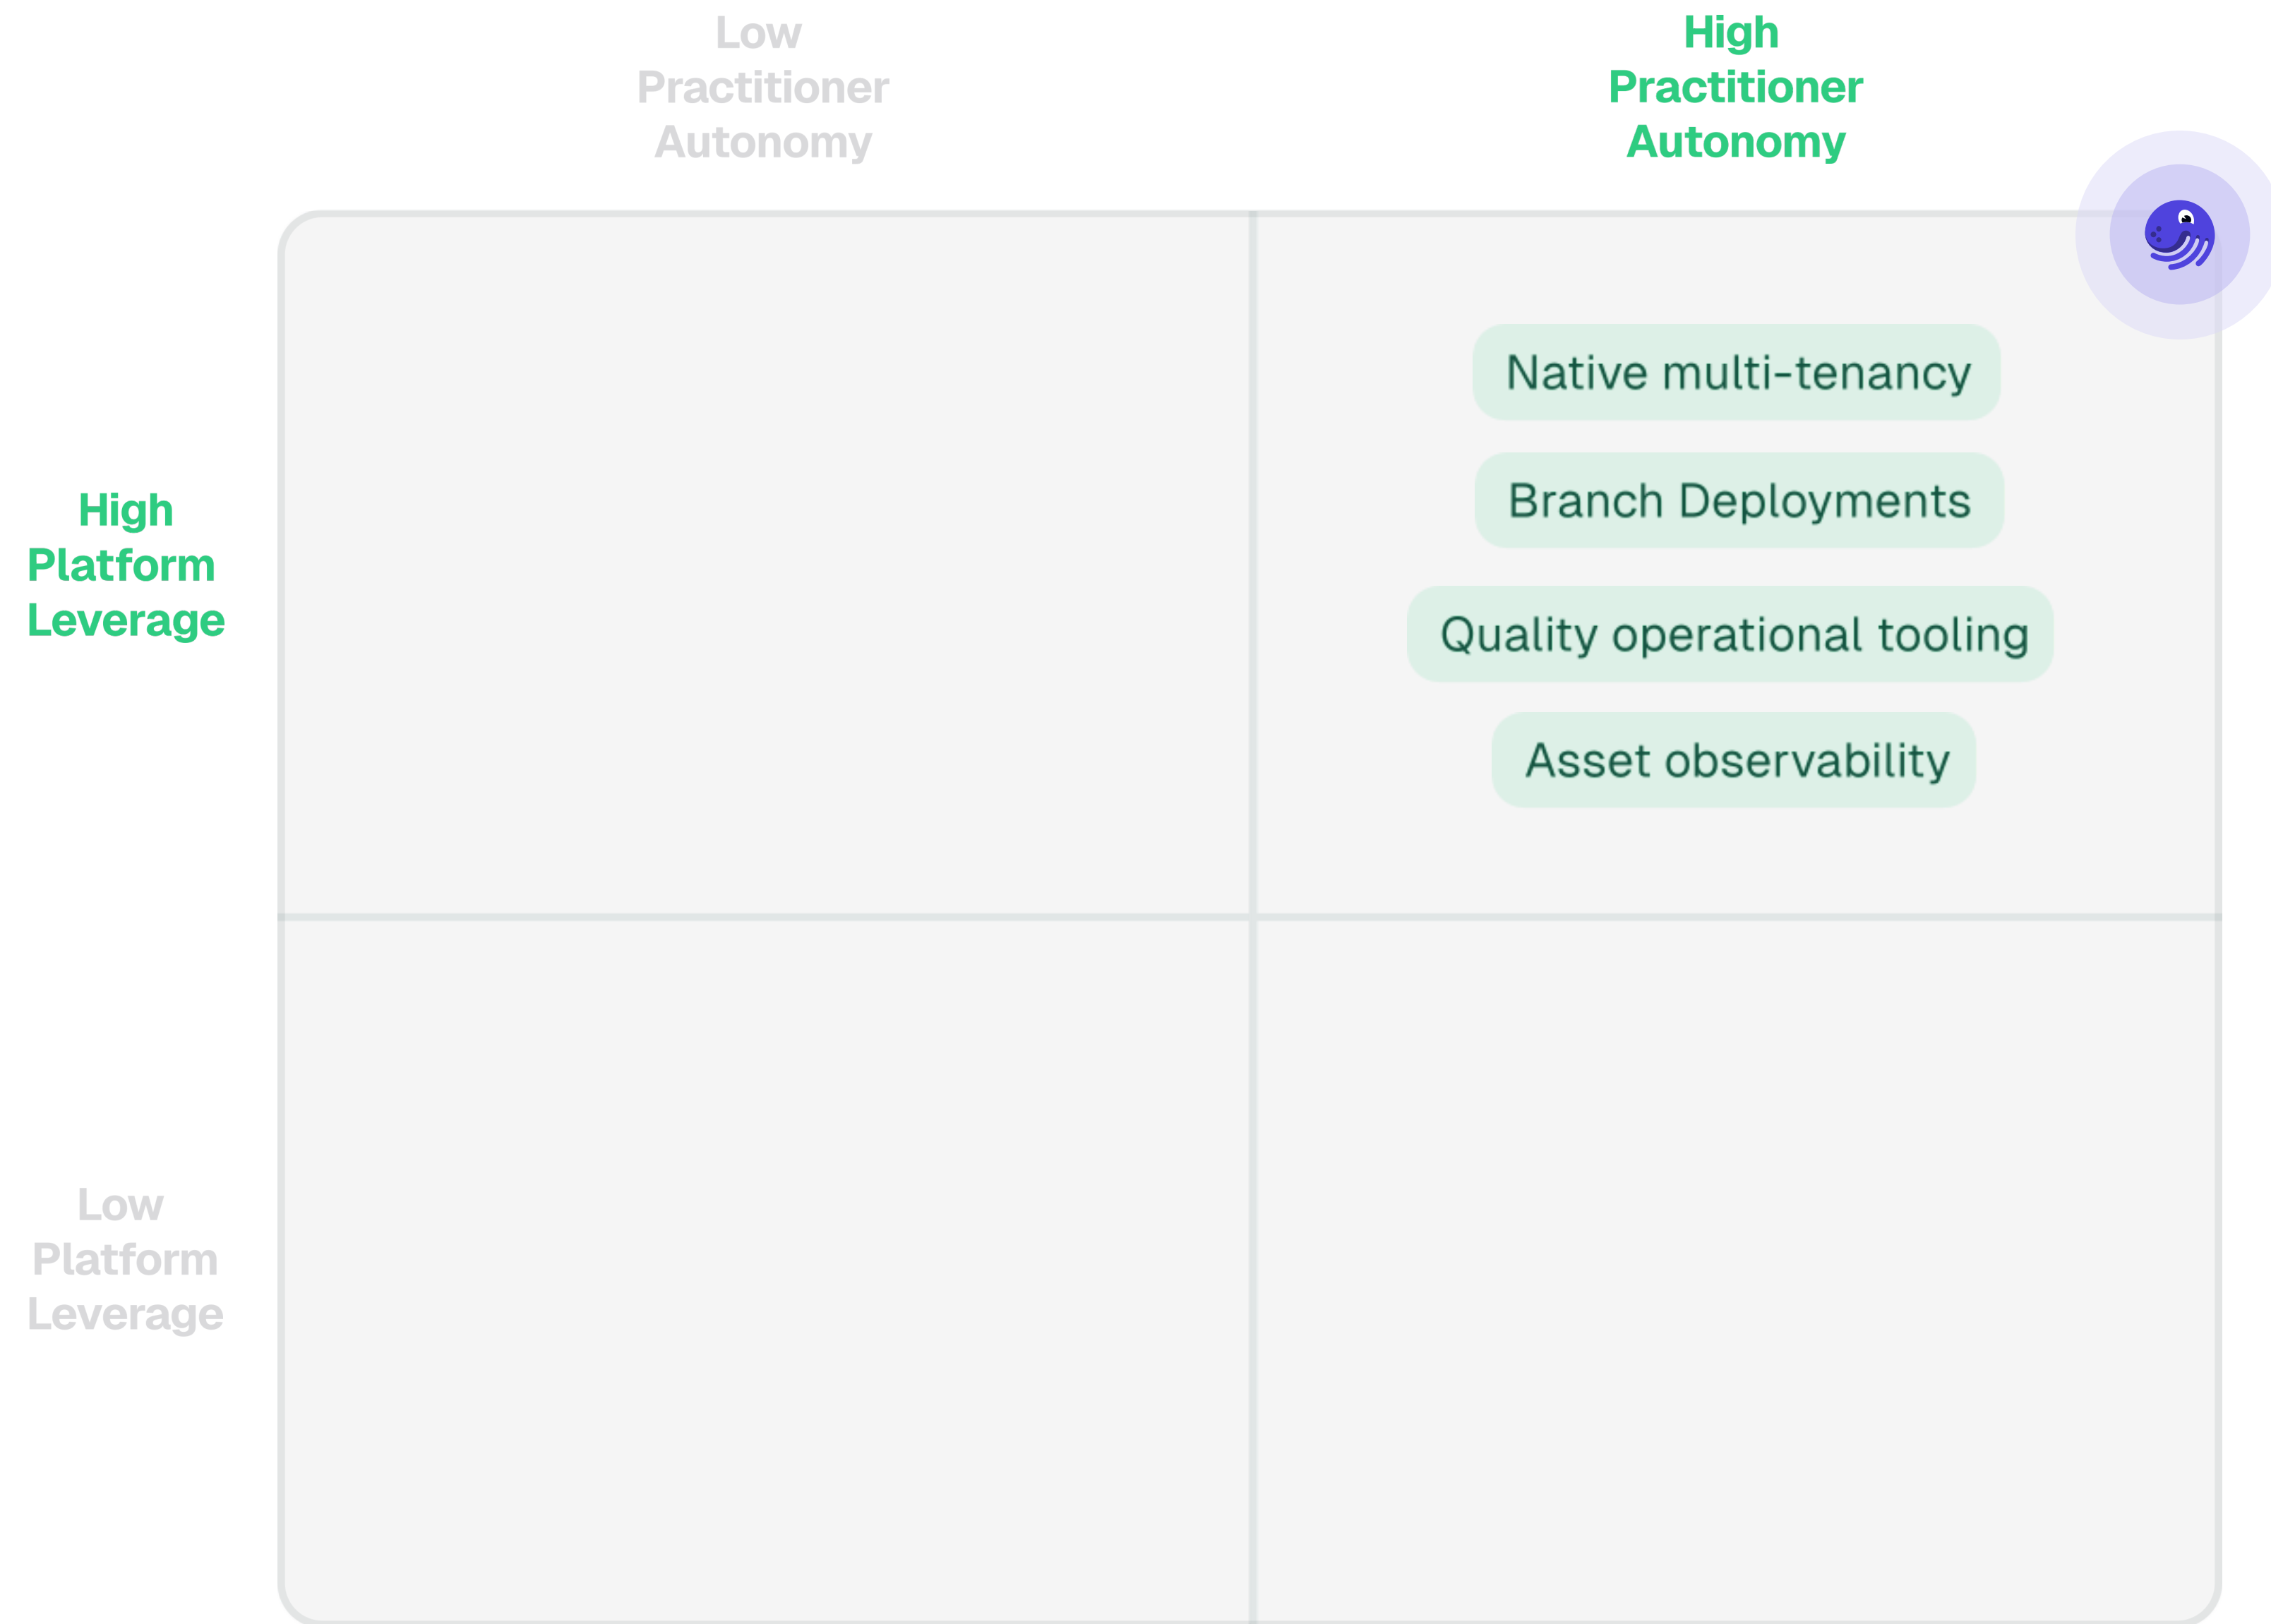 Low
Practitioner
Autonomy
High
Practitioner
Autonomy
High
Platform
Leverage
Native multi-tenancy
Branch Deployments
Quality operational tooling
Asset observability
Low
Platform
Leverage